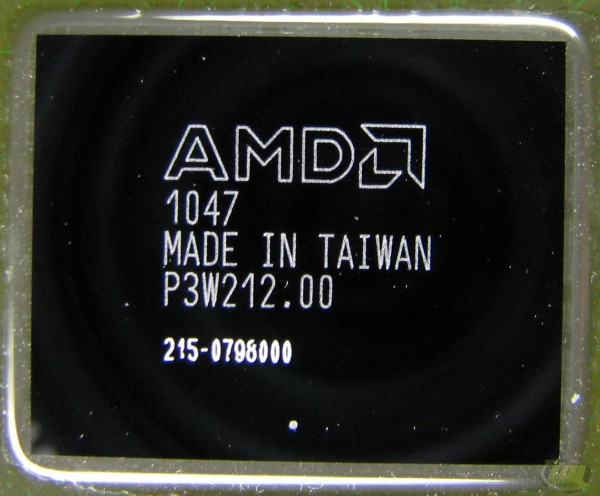 AMD
1047
MADE IN TAIWAN
P3W212.00
215-0798000